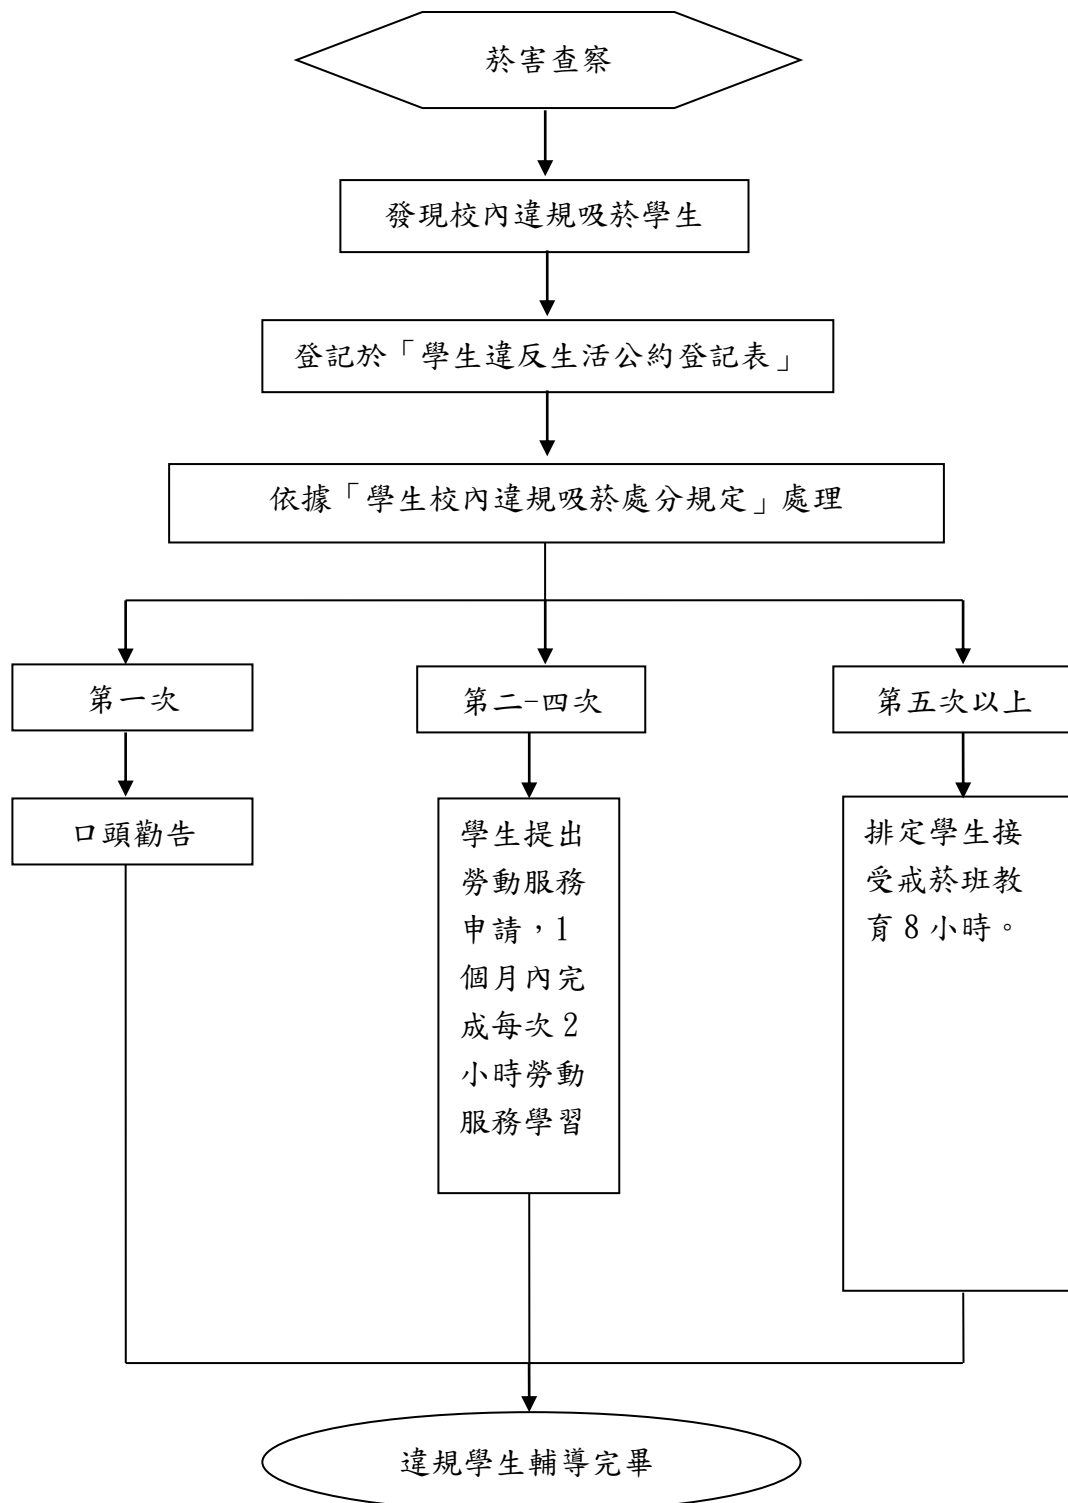 菸害查察
發現校內違規吸菸學生
登記於「學生違反生活公約登記表」
依據「學生校內違規吸菸處分規定」處理
第一次
第二-四次
第五次以上
口頭勸告
學生提出
勞動服務
申請，1
個月內完
成每次 2
小時勞動
服務學習
排定學生接
受戒菸班教
育 8 小時。
違規學生輔導完畢